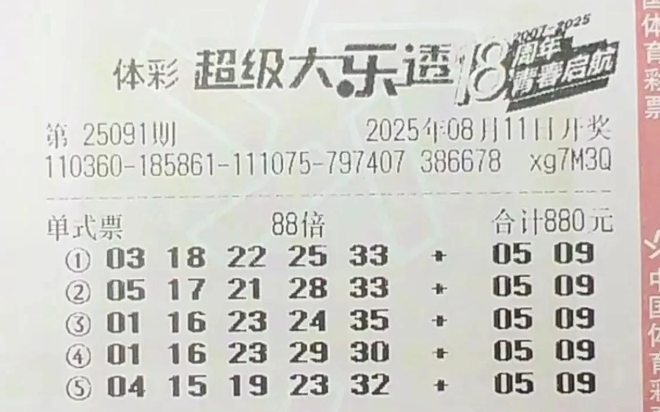 体彩 超级大乐透 18 2007-2025
周年
青春启航
第 25091期 2025年08月11日开奖
110360-185861-111075-797407 386678 xg7M3Q
单式票 88倍 合计880元
① 03 18 22 25 33 + 05 09
② 05 17 21 28 33 + 05 09
③ 01 16 23 24 35 + 05 09
④ 01 16 23 29 30 + 05 09
⑤ 04 15 19 23 32 + 05 09
国体育彩票
中国体育彩